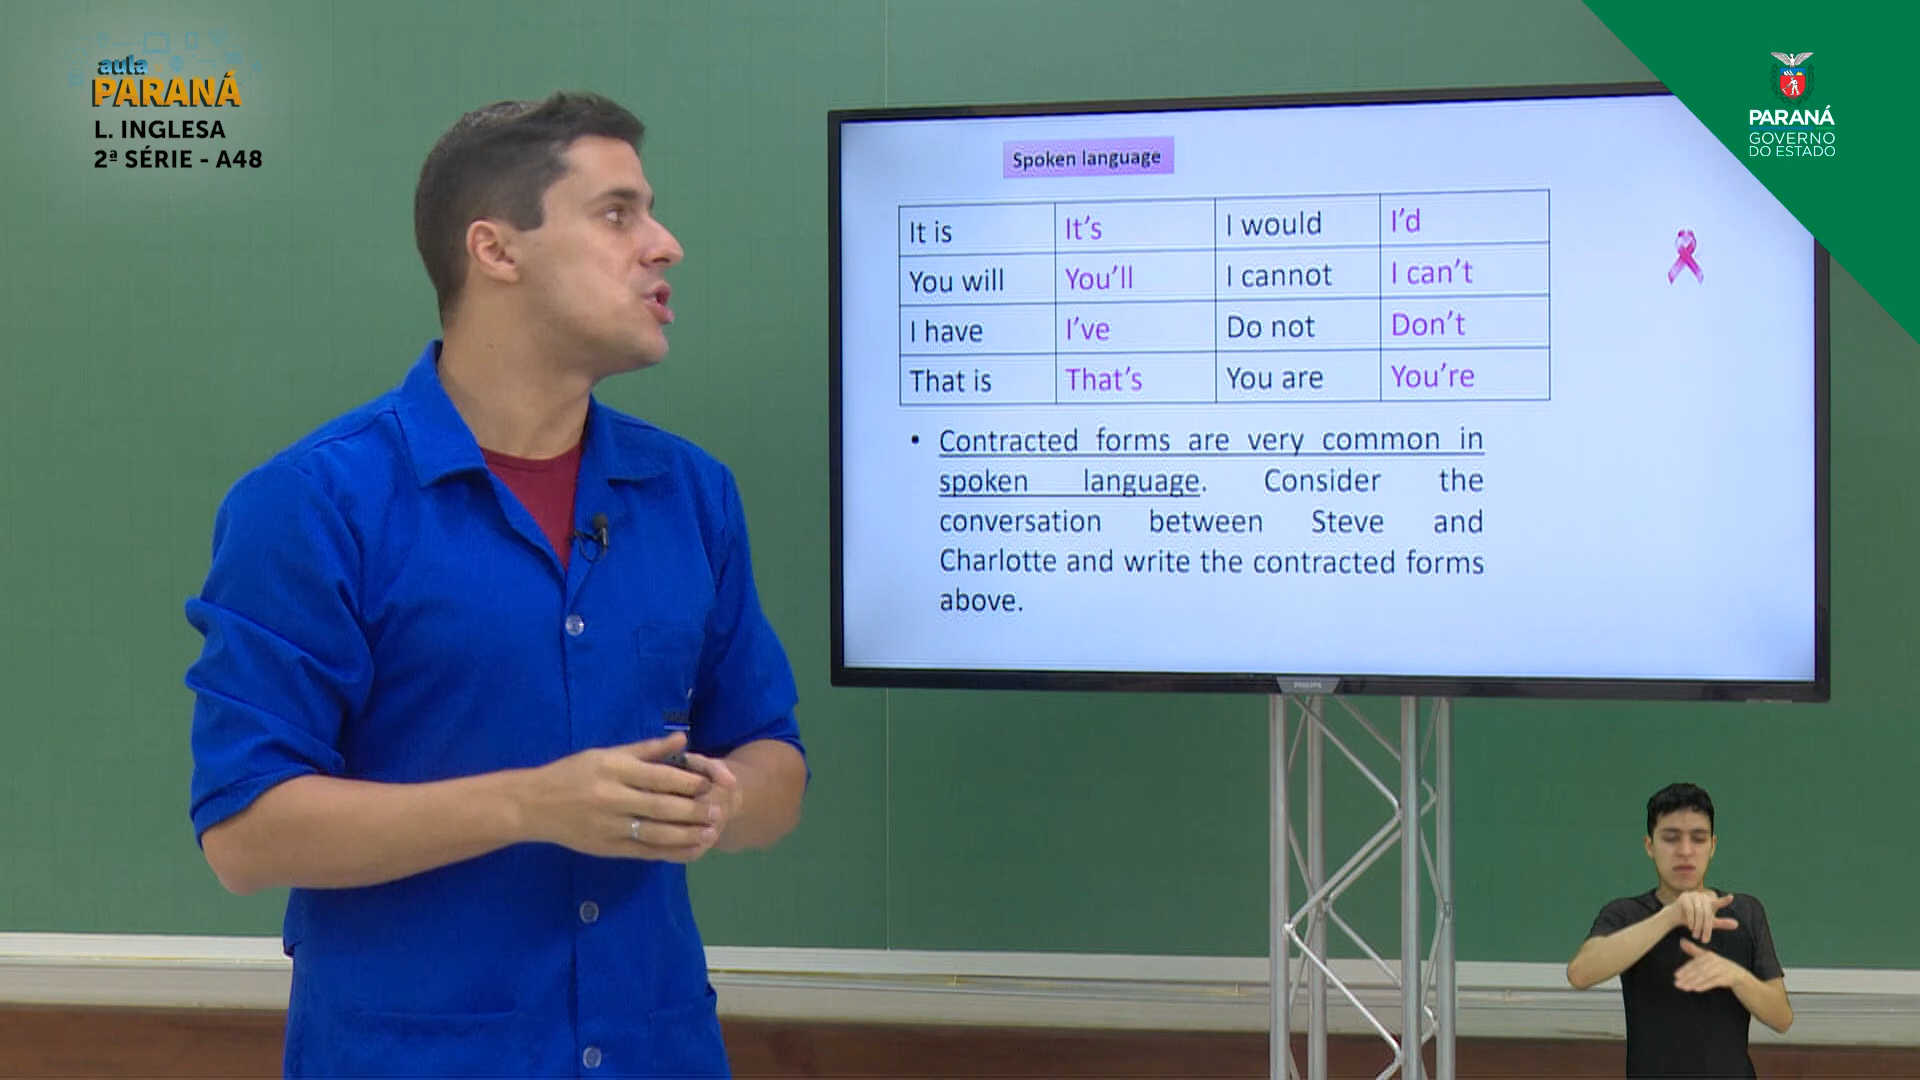 aula
PARANÁ
L. INGLESA
2ª SÉRIE - A48
PARANÁ
GOVERNO
DO ESTADO
Spoken language
It is It's I would I'd
You will You'll I cannot I can't
I have I've Do not Don't
That is That's You are You're
• Contracted forms are very common in
spoken language. Consider the
conversation between Steve and
Charlotte and write the contracted forms
above.
PHILIPS